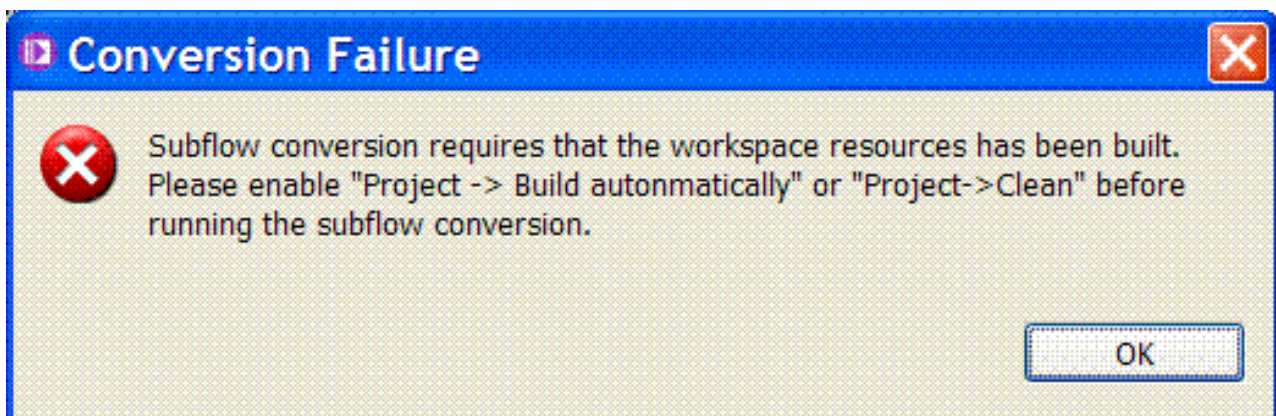 Conversion Failure
Subflow conversion requires that the workspace resources has been built.
Please enable "Project -> Build autonmatically" or "Project->Clean" before
running the subflow conversion.
OK